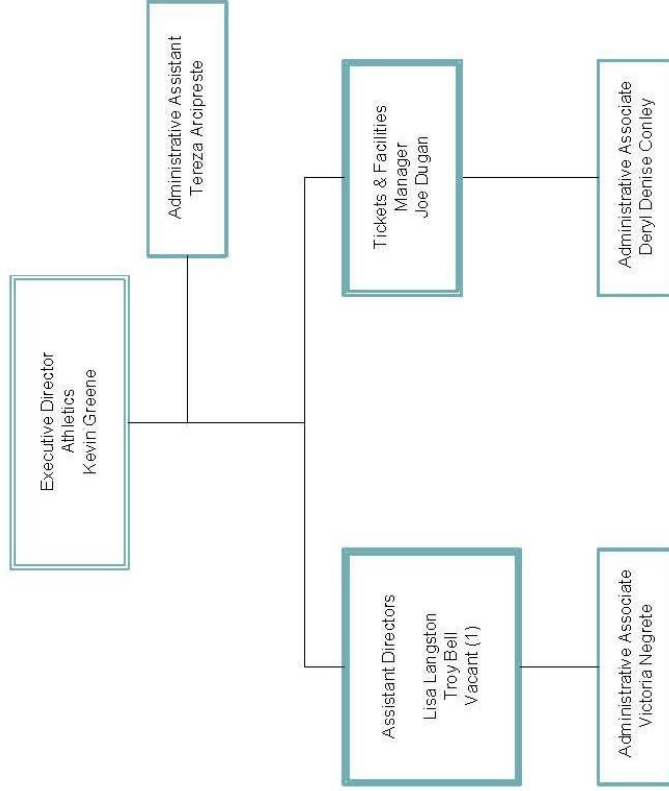 Executive Director
Athletics
Kevin Greene
Administrative Assistant
Tereza Arcipreste
Assistant Directors
Lisa Langston
Troy Bell
Vacant (1)
Tickets & Facilities
Manager
Joe Dugan
Administrative Associate
Victoria Negrete
Administrative Associate
Deryl Denise Conley